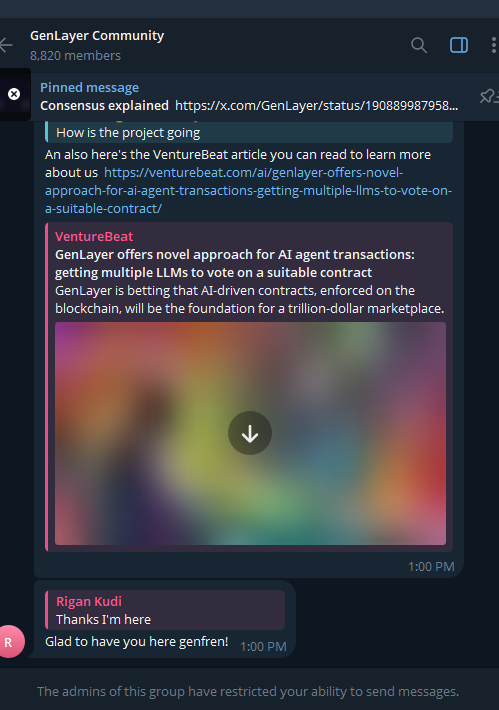 GenLayer Community
8,820 members
Pinned message
Consensus explained https://x.com/GenLayer/status/190889987958...
How is the project going
An also here's the VentureBeat article you can read to learn more
about us https://venturebeat.com/ai/genlayer-offers-novel-
approach-for-ai-agent-transactions-getting-multiple-llms-to-vote-on-
a-suitable-contract/
VentureBeat
GenLayer offers novel approach for AI agent transactions:
getting multiple LLMs to vote on a suitable contract
GenLayer is betting that AI-driven contracts, enforced on the
blockchain, will be the foundation for a trillion-dollar marketplace.
1:00 PM
Rigan Kudi
Thanks I'm here
Glad to have you here genfren! 1:00 PM
R
The admins of this group have restricted your ability to send messages.